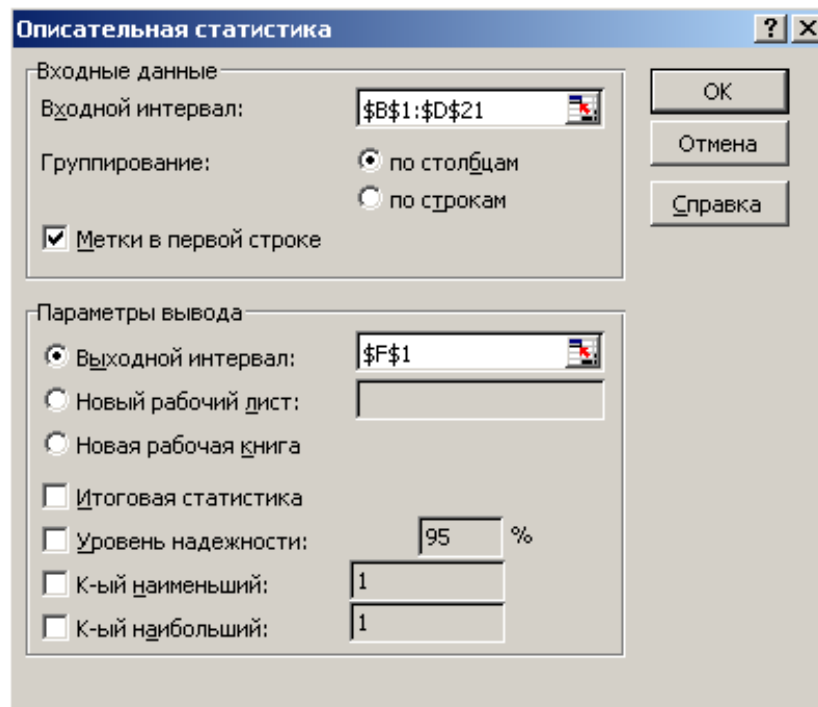 Описательная статистика
Входные данные
Входной интервал: $B$1:$D$21
Группирование: по столбцам
по строкам
Метки в первой строке
OK
Отмена
Справка
Параметры вывода
Выходной интервал: $F$1
Новый рабочий лист:
Новая рабочая книга
Итоговая статистика
Уровень надежности: 95 %
К-ый наименьший: 1
К-ый наибольший: 1